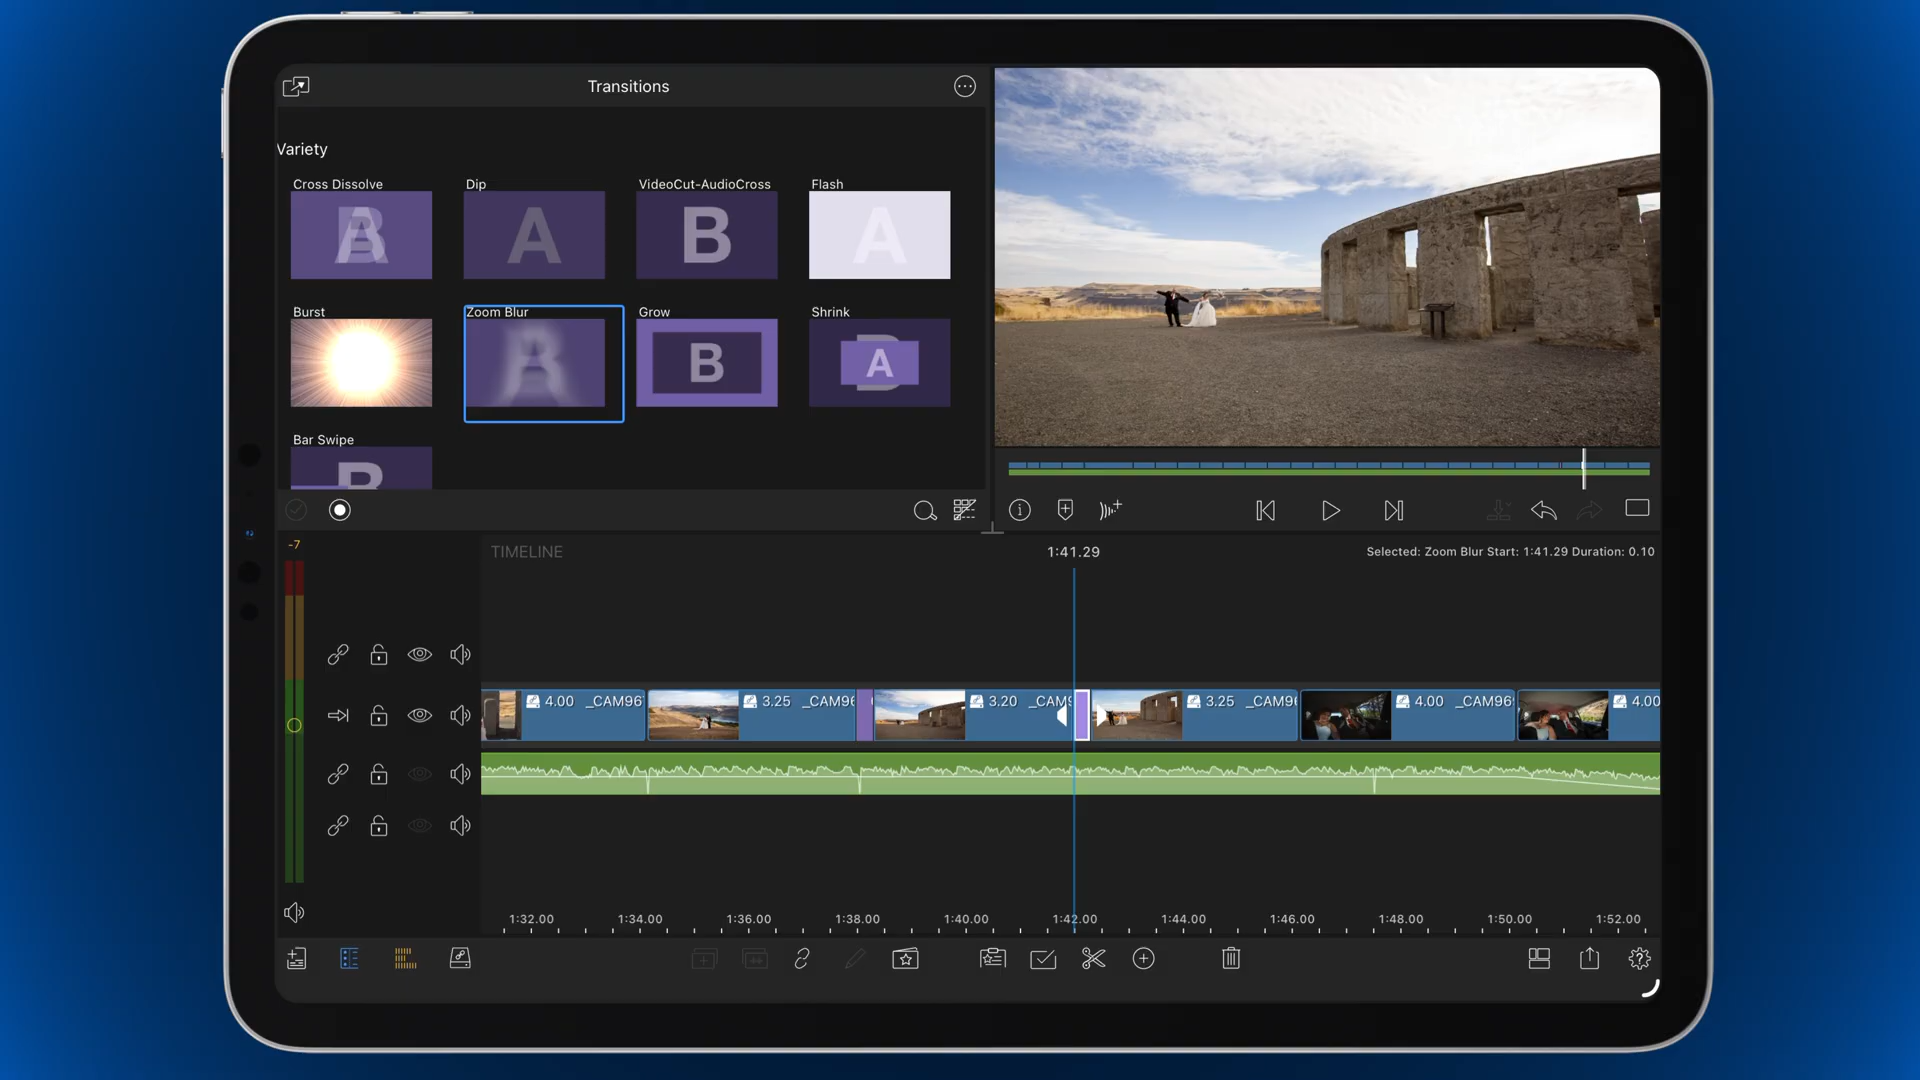 Transitions
Variety
Cross Dissolve
Dip
VideoCut-AudioCross
Flash
A
B
A
B
A
Burst
Zoom Blur
Grow
Shrink
A
B
A
Bar Swipe
B
-7
TIMELINE
1:41.29
Selected: Zoom Blur Start: 1:41.29 Duration: 0.10
4.00 _CAM96
3.25 _CAM96
3.20 _CAM9
3.25 _CAM96
4.00 _CAM96
4.00
1:32.00
1:34.00
1:36.00
1:38.00
1:40.00
1:42.00
1:44.00
1:46.00
1:48.00
1:50.00
1:52.00